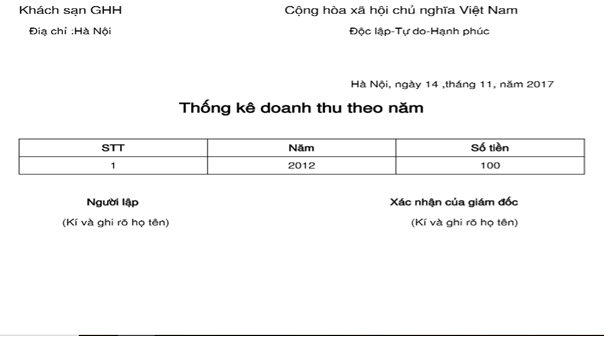 Khách sạn GHH
Cộng hòa xã hội chủ nghĩa Việt Nam
Điạ chỉ :Hà Nội
Độc lập-Tự do-Hạnh phúc
Hà Nội, ngày 14 ,tháng 11, năm 2017
Thống kê doanh thu theo năm
STT Năm Số tiền
1 2012 100
Người lập
Xác nhận của giám đốc
(Kí và ghi rõ họ tên)
(Kí và ghi rõ họ tên)